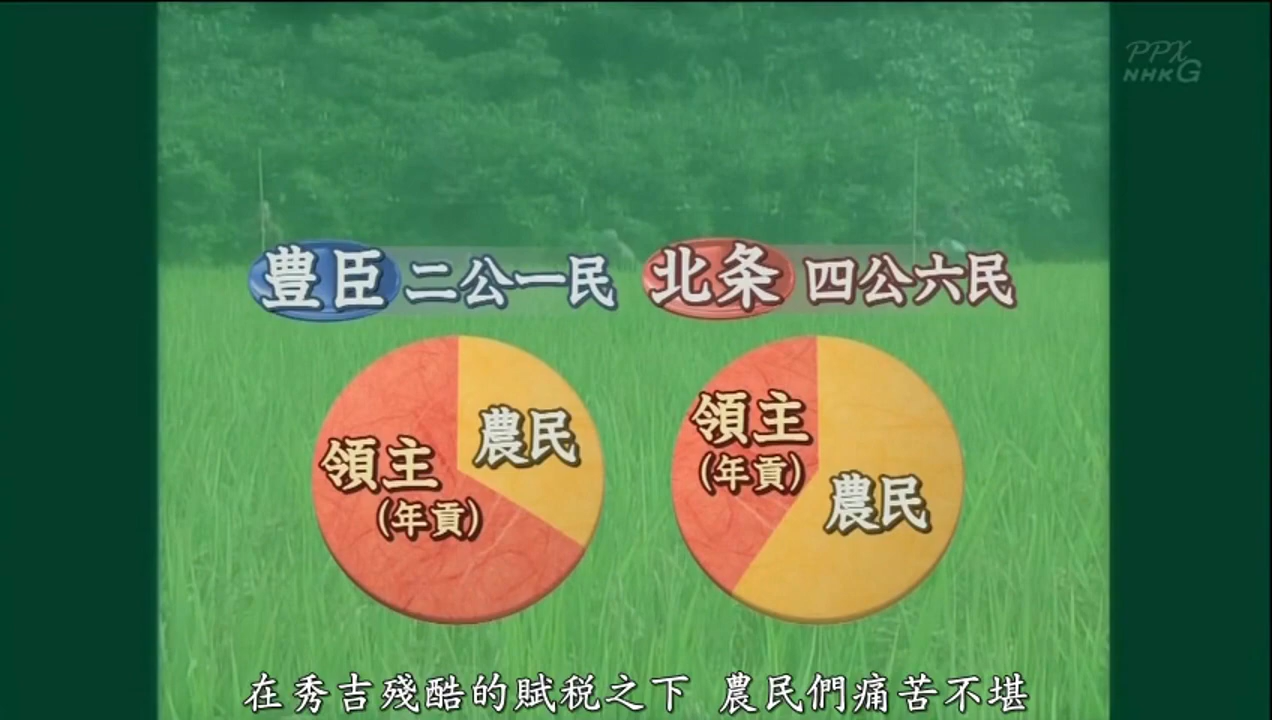 PPX
NHK G
豊臣 二公一民
北条 四公六民
農民
領主
(年貢)
領主
(年貢)
農民
在秀吉殘酷的賦税之下 農民們痛苦不堪